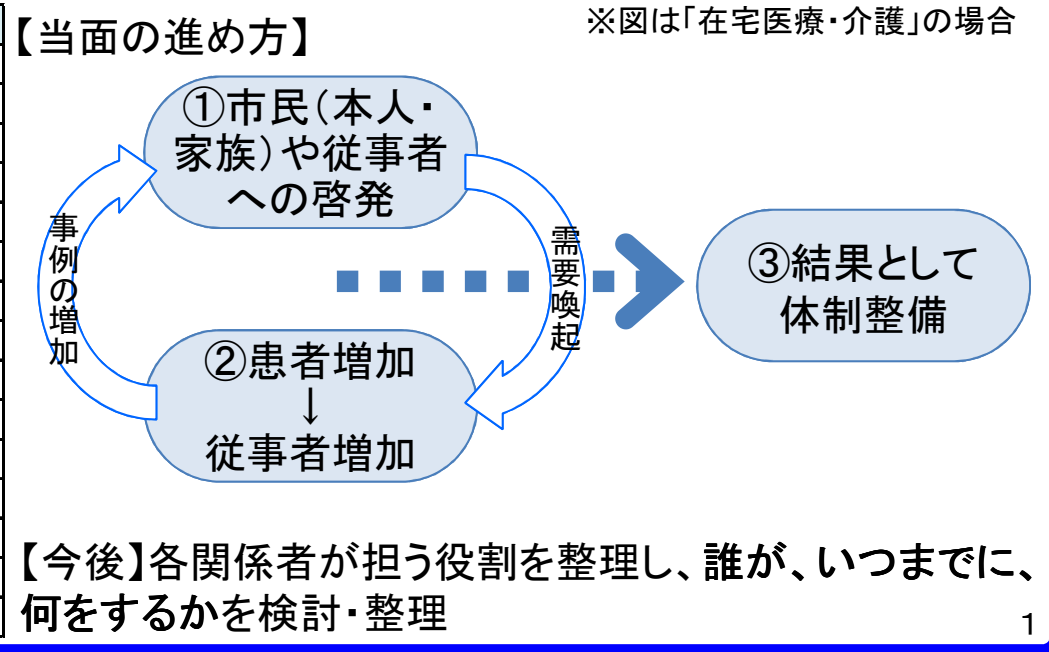 【当面の進め方】
※図は「在宅医療・介護」の場合
①市民(本人・
家族)や従事者
への啓発
事例の増加
需要喚起
③結果として
体制整備
②患者増加
↓
従事者増加
【今後】各関係者が担う役割を整理し、誰が、いつまでに、
何をするかを検討・整理
1